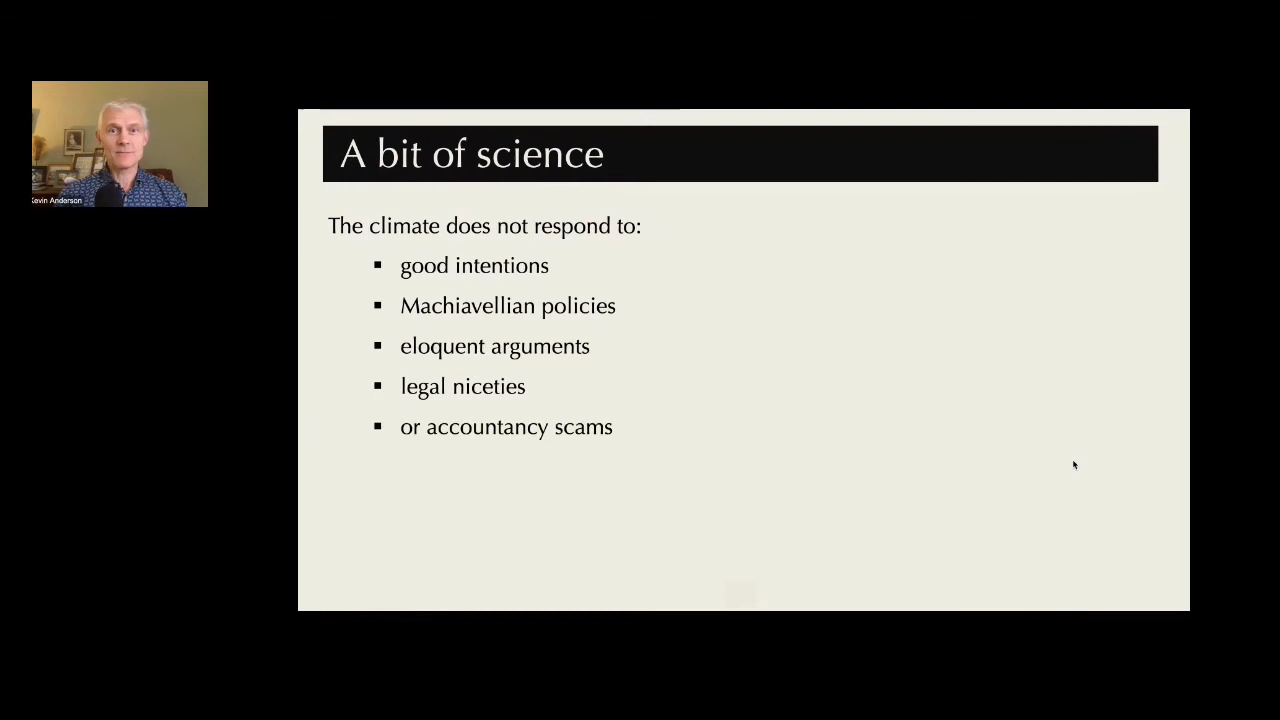 A bit of science
The climate does not respond to:
▪ good intentions
▪ Machiavellian policies
▪ eloquent arguments
▪ legal niceties
▪ or accountancy scams
Kevin Anderson